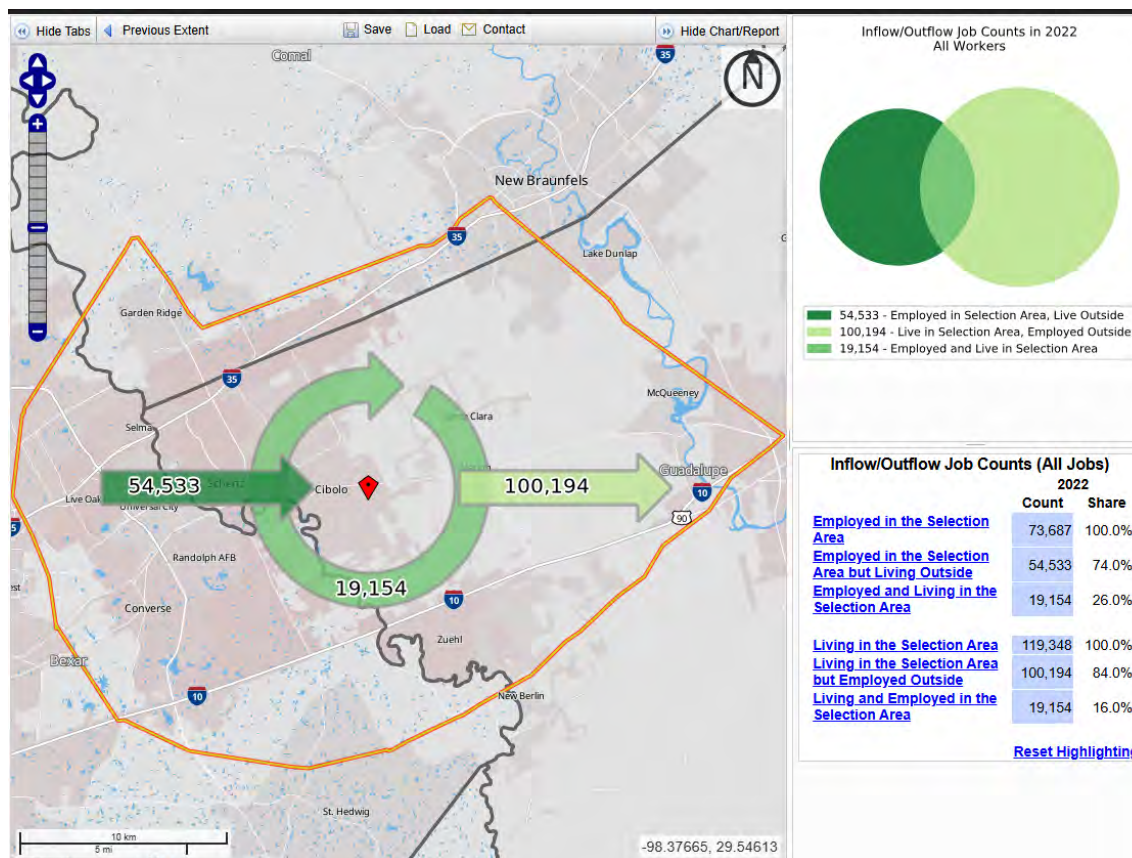 Hide Tabs
Previous Extent
Save
Load
Contact
Hide Chart/Report
Comal
35
N
New Braunfels
35
Lake Dunlap
Garden Ridge
35
McQueeney
Clara
Selma
Guadalupe
54,533
Cibolo
100,194
10
Live Oak
Universal City
90
35
Randolph AFB
19,154
10
Converse
Zuehl
Bexar
10
New Berlin
St. Hedwig
10 km
5 mi
-98.37665, 29.54613
Inflow/Outflow Job Counts in 2022
All Workers
54,533 - Employed in Selection Area, Live Outside
100,194 - Live in Selection Area, Employed Outside
19,154 - Employed and Live in Selection Area
Inflow/Outflow Job Counts (All Jobs)
2022
Count Share
Employed in the Selection
Area 73,687 100.0%
Employed in the Selection
Area but Living Outside 54,533 74.0%
Employed and Living in the
Selection Area 19,154 26.0%
Living in the Selection Area 119,348 100.0%
Living in the Selection Area
but Employed Outside 100,194 84.0%
Living and Employed in the
Selection Area 19,154 16.0%
Reset Highlighting